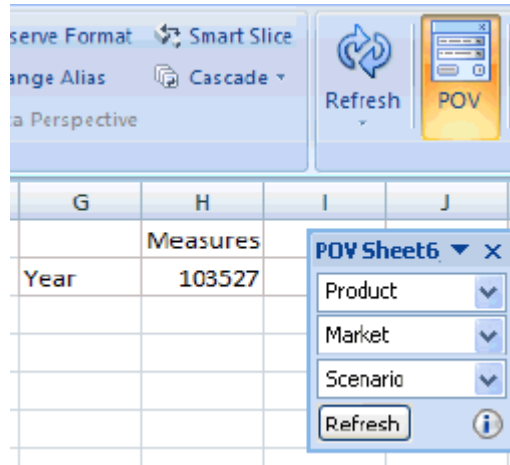 serve Format Smart Slice
ange Alias Cascade
a Perspective
Refresh POV
G H I J
Measures
Year 103527
POV Sheet6
Product
Market
Scenario
Refresh